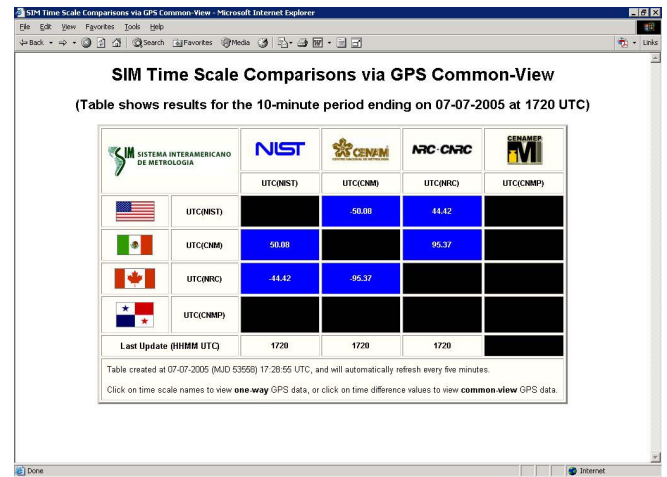 SIM Time Scale Comparisons via GPS Common-View - Microsoft Internet Explorer
File Edit View Favorites Tools Help
Back Search Favorites Media Links
SIM Time Scale Comparisons via GPS Common-View
(Table shows results for the 10-minute period ending on 07-07-2005 at 1720 UTC)
SIM SISTEMA INTERAMERICANO
DE METROLOGIA
NIST CENAM NRC·CNRC CENAMEP
CENTRO NACIONAL DE METROLOGIA
UTC(NIST) UTC(CNM) UTC(NRC) UTC(CNMP)
UTC(NIST) -50.08 44.42
UTC(CNM) 50.08 95.37
UTC(NRC) -44.42 -95.37
UTC(CNMP)
Last Update (HHMM UTC) 1720 1720 1720
Table created at 07-07-2005 (MJD 53558) 17:28:55 UTC, and will automatically refresh every five minutes.
Click on time scale names to view one-way GPS data, or click on time difference values to view common-view GPS data.
Done Internet